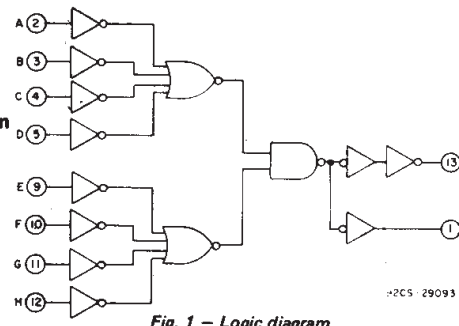 A 2
B 3
C 4
n
D 5
E 9
F 10
G 11
H 12
13
1
92CS-29093
Fig. 1 – Logic diagram